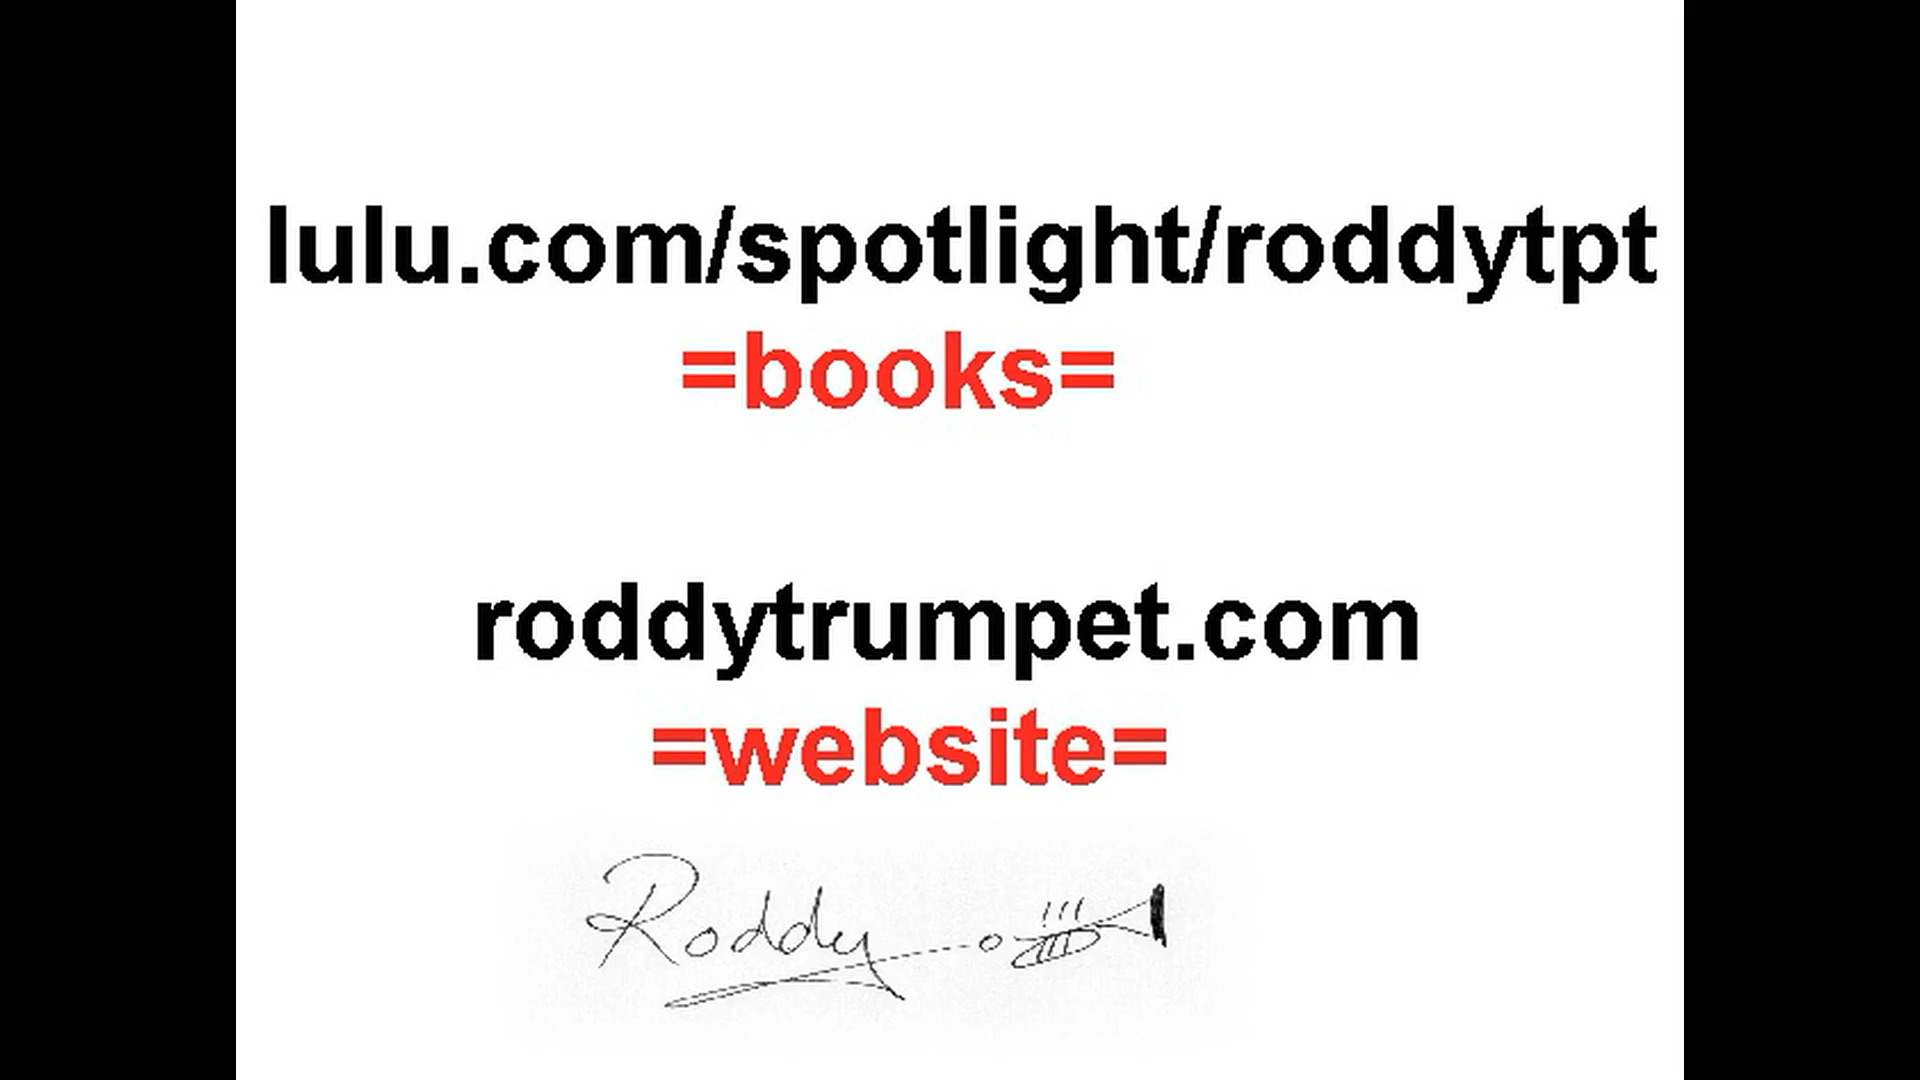 lulu.com/spotlight/roddytpt
=books=
roddytrumpet.com
=website=
Roddy